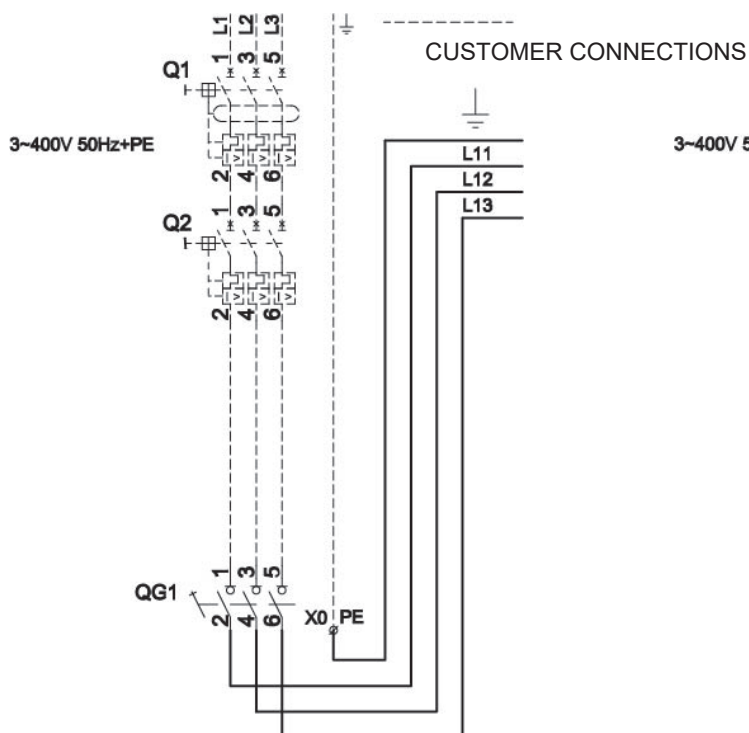 L1 L2 L3
CUSTOMER CONNECTIONS
1 3 5
Q1
3~400V 50Hz+PE
3~400V 5
I> I> I>
2 4 6
L11
L12
L13
1 3 5
Q2
I> I> I>
2 4 6
1 3 5
QG1
2 4 6
X0 PE